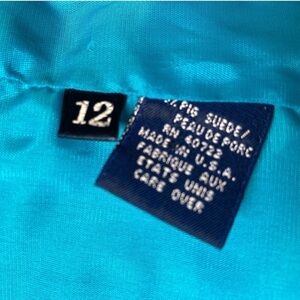 12
PIG SUEDE/
PEAU DE PORC
RN 40722
MADE IN U.S.A.
FABRIQUE AUX
ETATS UNIS
CARE OVER